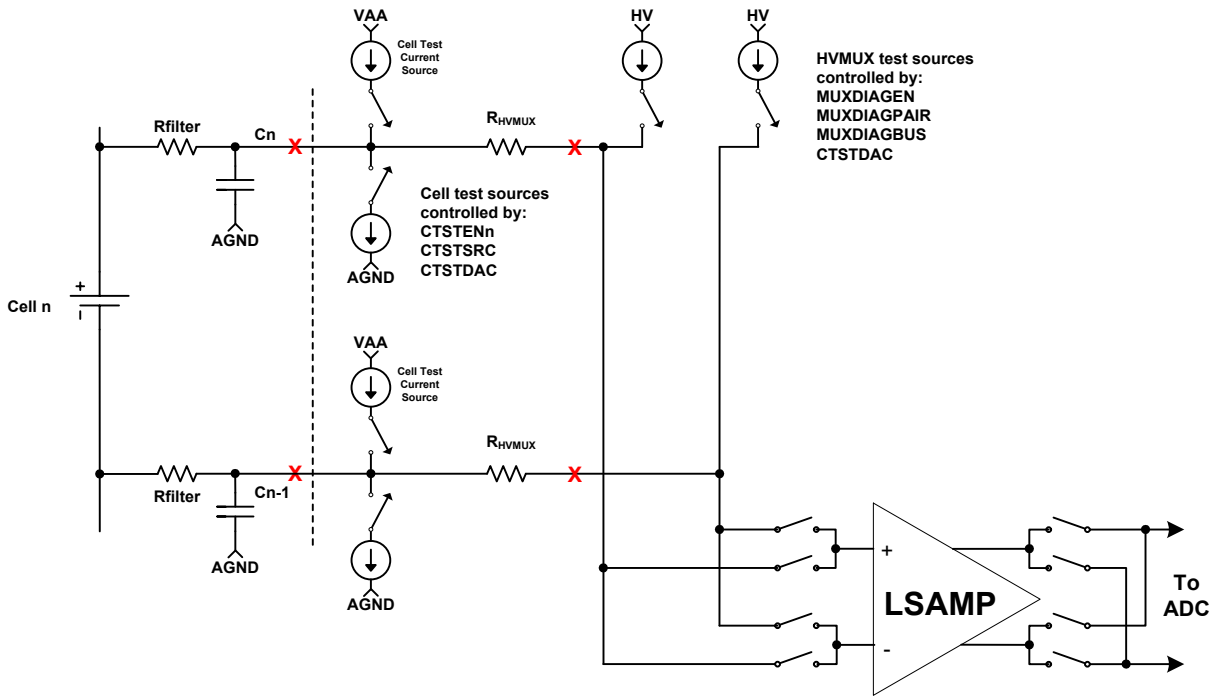 VAA
HV
HV
Cell Test
Current
Source
HVMUX test sources
controlled by:
MUXDIAGEN
MUXDIAGPAIR
MUXDIAGBUS
CTSTDAC
Rfilter
Cn
X
RHVMUX
X
AGND
Cell test sources
controlled by:
CTSTENn
CTSTSRC
CTSTDAC
AGND
+
Cell n
-
VAA
Cell Test
Current
Source
RHVMUX
Rfilter
Cn-1
X
X
AGND
AGND
+
LSAMP
-
To
ADC